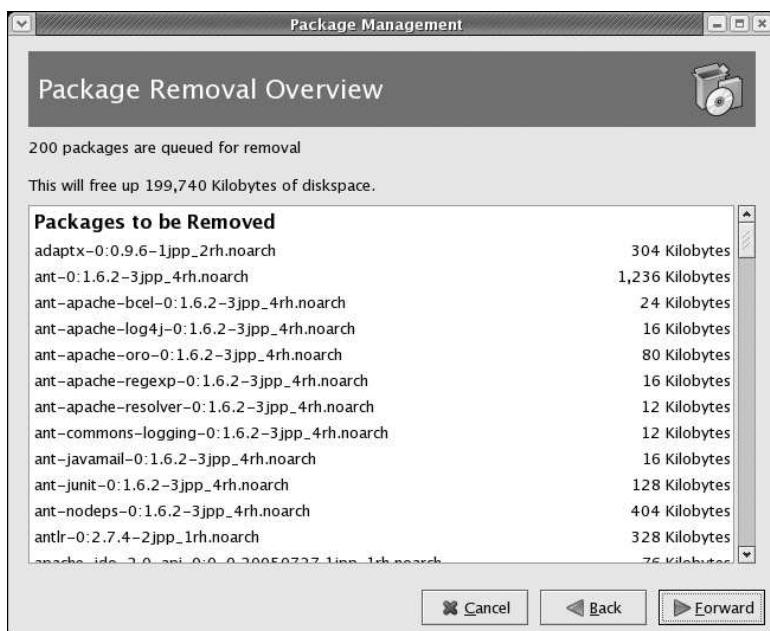 Package Management
Package Removal Overview
200 packages are queued for removal
This will free up 199,740 Kilobytes of diskspace.
Packages to be Removed
adaptx-0:0.9.6-1jpp_2rh.noarch 304 Kilobytes
ant-0:1.6.2-3jpp_4rh.noarch 1,236 Kilobytes
ant-apache-bcel-0:1.6.2-3jpp_4rh.noarch 24 Kilobytes
ant-apache-log4j-0:1.6.2-3jpp_4rh.noarch 16 Kilobytes
ant-apache-oro-0:1.6.2-3jpp_4rh.noarch 80 Kilobytes
ant-apache-regexp-0:1.6.2-3jpp_4rh.noarch 16 Kilobytes
ant-apache-resolver-0:1.6.2-3jpp_4rh.noarch 12 Kilobytes
ant-commons-logging-0:1.6.2-3jpp_4rh.noarch 12 Kilobytes
ant-javamail-0:1.6.2-3jpp_4rh.noarch 16 Kilobytes
ant-junit-0:1.6.2-3jpp_4rh.noarch 128 Kilobytes
ant-nodeps-0:1.6.2-3jpp_4rh.noarch 404 Kilobytes
antlr-0:2.7.4-2jpp_1rh.noarch 328 Kilobytes
76 Kilobytes
Cancel Back Forward